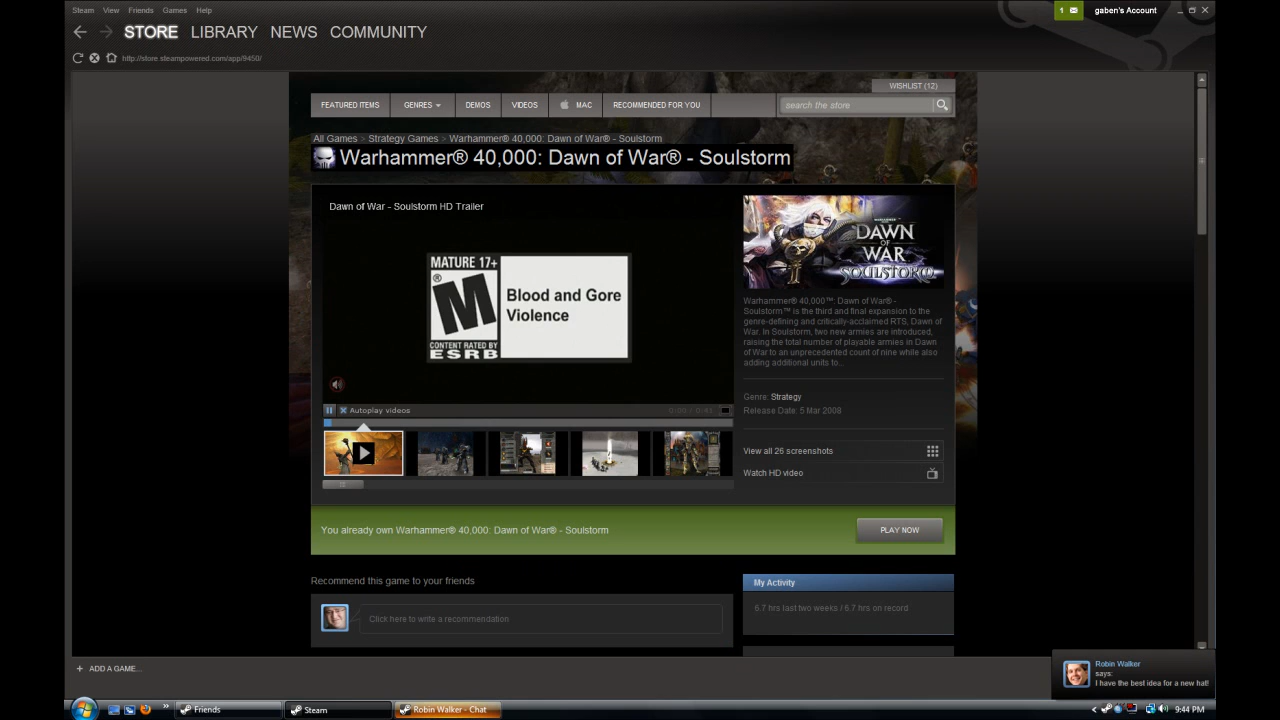 Steam View Friends Games Help
1
gaben's Account
STORE LIBRARY NEWS COMMUNITY
http://store.steampowered.com/app/9450/
WISHLIST (12)
FEATURED ITEMS GENRES DEMOS VIDEOS MAC RECOMMENDED FOR YOU search the store
All Games > Strategy Games > Warhammer® 40,000: Dawn of War® - Soulstorm
Warhammer® 40,000: Dawn of War® - Soulstorm
Dawn of War - Soulstorm HD Trailer
MATURE 17+
M
®
Blood and Gore
Violence
CONTENT RATED BY
ESRB
DAWN
OF
WAR
SOULSTORM
Warhammer® 40,000™: Dawn of War® -
Soulstorm™ is the third and final expansion to the
genre-defining and critically-acclaimed RTS, Dawn of
War. In Soulstorm, two new armies are introduced,
raising the total number of playable armies in Dawn
of War to an unprecedented count of nine while also
adding additional units to...
Genre: Strategy
Release Date: 5 Mar 2008
Autoplay videos 0:00 / 0:41
View all 26 screenshots
Watch HD video
You already own Warhammer® 40,000: Dawn of War® - Soulstorm
PLAY NOW
Recommend this game to your friends
Click here to write a recommendation
My Activity
6.7 hrs last two weeks / 6.7 hrs on record
+ ADD A GAME...
Robin Walker
says:
I have the best idea for a new hat!
Friends
Steam
Robin Walker - Chat
9:44 PM